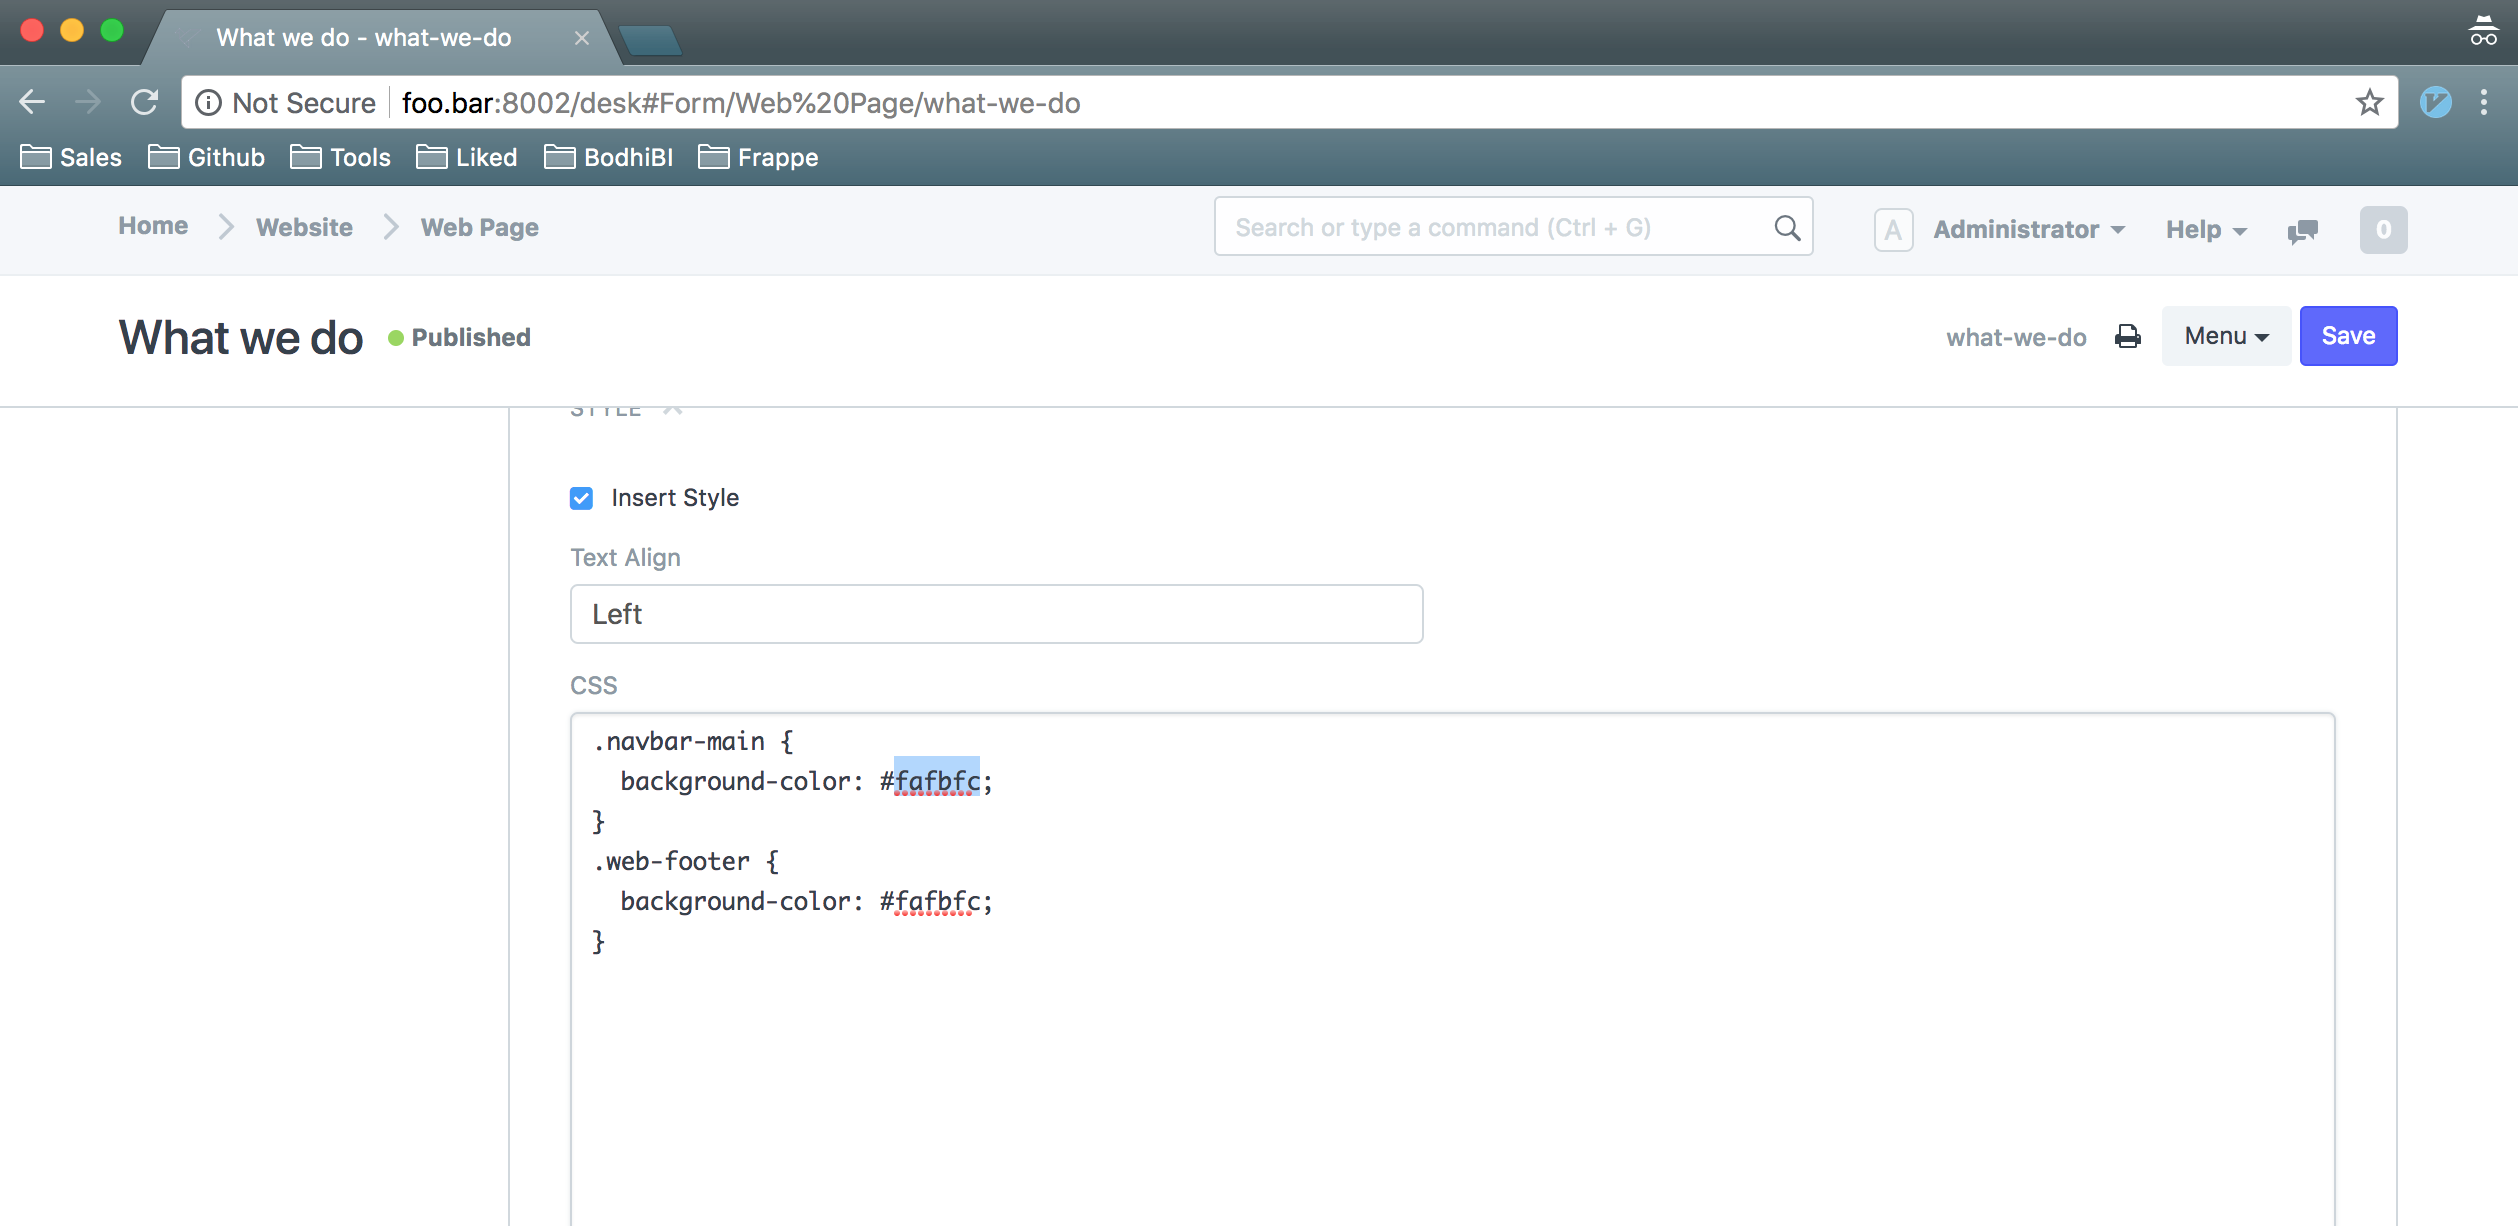 What we do - what-we-do
Not Secure foo.bar:8002/desk#Form/Web%20Page/what-we-do
Sales Github Tools Liked BodhiBI Frappe
Home Website Web Page Search or type a command (Ctrl + G) A Administrator Help 0
What we do Published what-we-do Menu Save
STYLE
Insert Style
Text Align
Left
CSS
.navbar-main {
background-color: #fafbfc;
}
.web-footer {
background-color: #fafbfc;
}